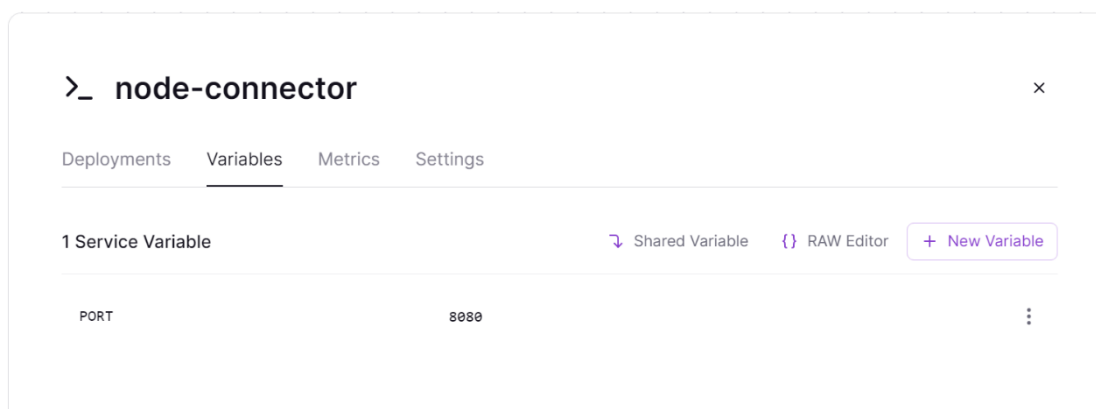 node-connector
Deployments Variables Metrics Settings
1 Service Variable Shared Variable {} RAW Editor + New Variable
PORT 8080